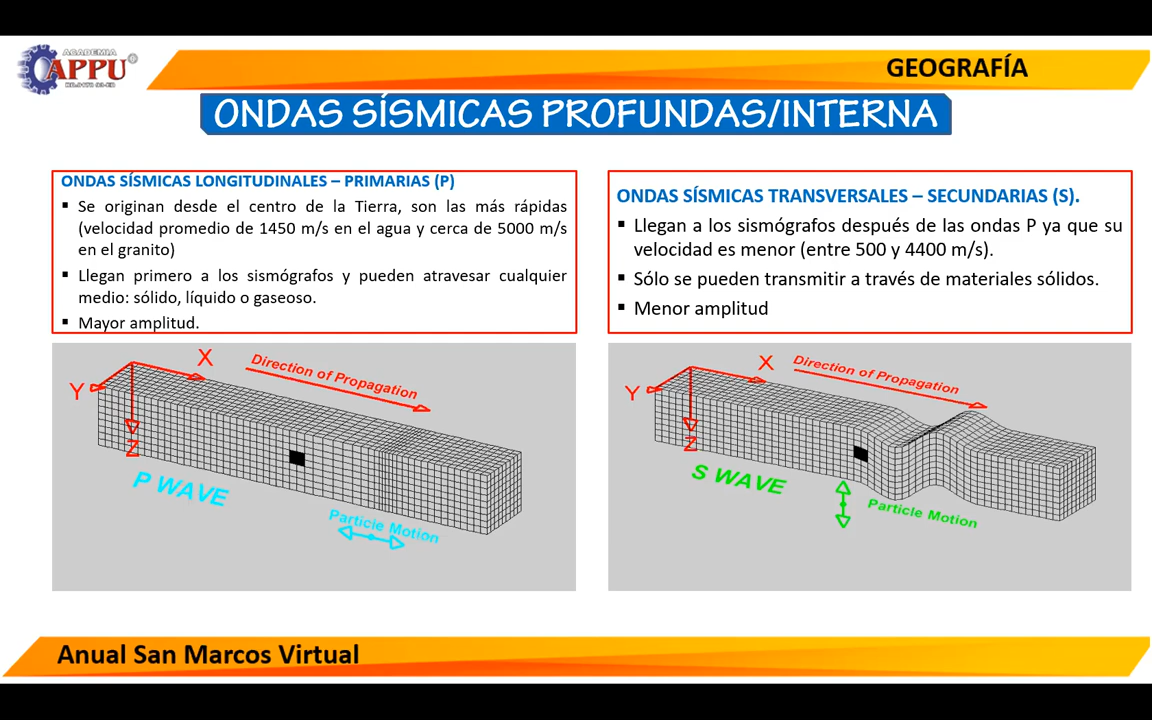 ACADEMIA
APPU
GEOGRAFÍA
ONDAS SÍSMICAS PROFUNDAS/INTERNA
ONDAS SÍSMICAS LONGITUDINALES – PRIMARIAS (P)
▪ Se originan desde el centro de la Tierra, son las más rápidas
(velocidad promedio de 1450 m/s en el agua y cerca de 5000 m/s
en el granito)
▪ Llegan primero a los sismógrafos y pueden atravesar cualquier
medio: sólido, líquido o gaseoso.
▪ Mayor amplitud.
ONDAS SÍSMICAS TRANSVERSALES – SECUNDARIAS (S).
▪ Llegan a los sismógrafos después de las ondas P ya que su
velocidad es menor (entre 500 y 4400 m/s).
▪ Sólo se pueden transmitir a través de materiales sólidos.
▪ Menor amplitud
X
Direction of Propagation
Y
Z
P WAVE
Particle Motion
X
Direction of Propagation
Y
Z
S WAVE
Particle Motion
Anual San Marcos Virtual